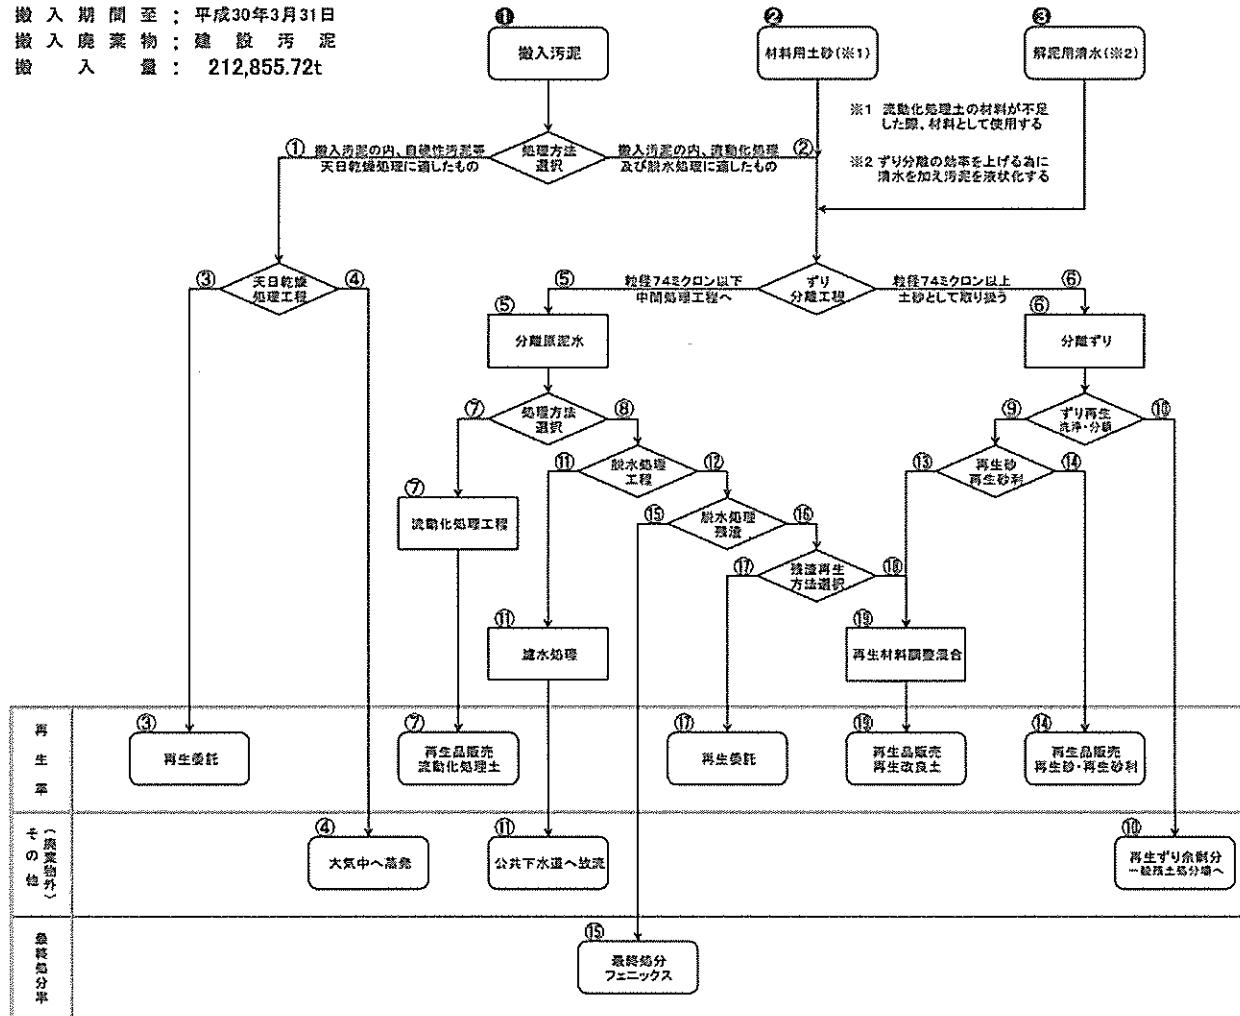 搬入期間至：平成30年3月31日
搬入廃棄物：建設汚泥
搬入量：212,855.72t
❶
搬入汚泥
❷
材料用土砂(※1)
❸
解泥用清水(※2)
※1 流動化処理土の材料が不足
した際、材料として使用する
※2 ずり分離の効率を上げる為に
清水を加え汚泥を液状化する
①
搬入汚泥の内、自硬性汚泥等
天日乾燥処理に適したもの
処理方法
選択
搬入汚泥の内、流動化処理
及び脱水処理に適したもの
②
③
天日乾燥
処理工程
④
⑤
粒径74ミクロン以下
中間処理工程へ
ずり
分離工程
粒径74ミクロン以上
土砂として取り扱う
⑥
⑤
分離原泥水
⑥
分離ずり
⑦
処理方法
選択
⑧
⑨
ずり再生
洗浄・分級
⑩
⑪
脱水処理
工程
⑫
⑬
再生砂
再生砂利
⑭
⑦
流動化処理工程
⑮
脱水処理
残渣
⑯
⑰
残渣再生
方法選択
⑱
⑪
濾水処理
⑲
再生材料調整混合
再生率
③
再生委託
⑦
再生品販売
流動化処理土
⑰
再生委託
⑲
再生品販売
再生改良土
⑭
再生品販売
再生砂・再生砂利
その他
（廃棄物外）
④
大気中へ蒸発
⑪
公共下水道へ放流
⑩
再生ずり余剰分
一般残土処分場へ
最終処分率
⑮
最終処分
フェニックス